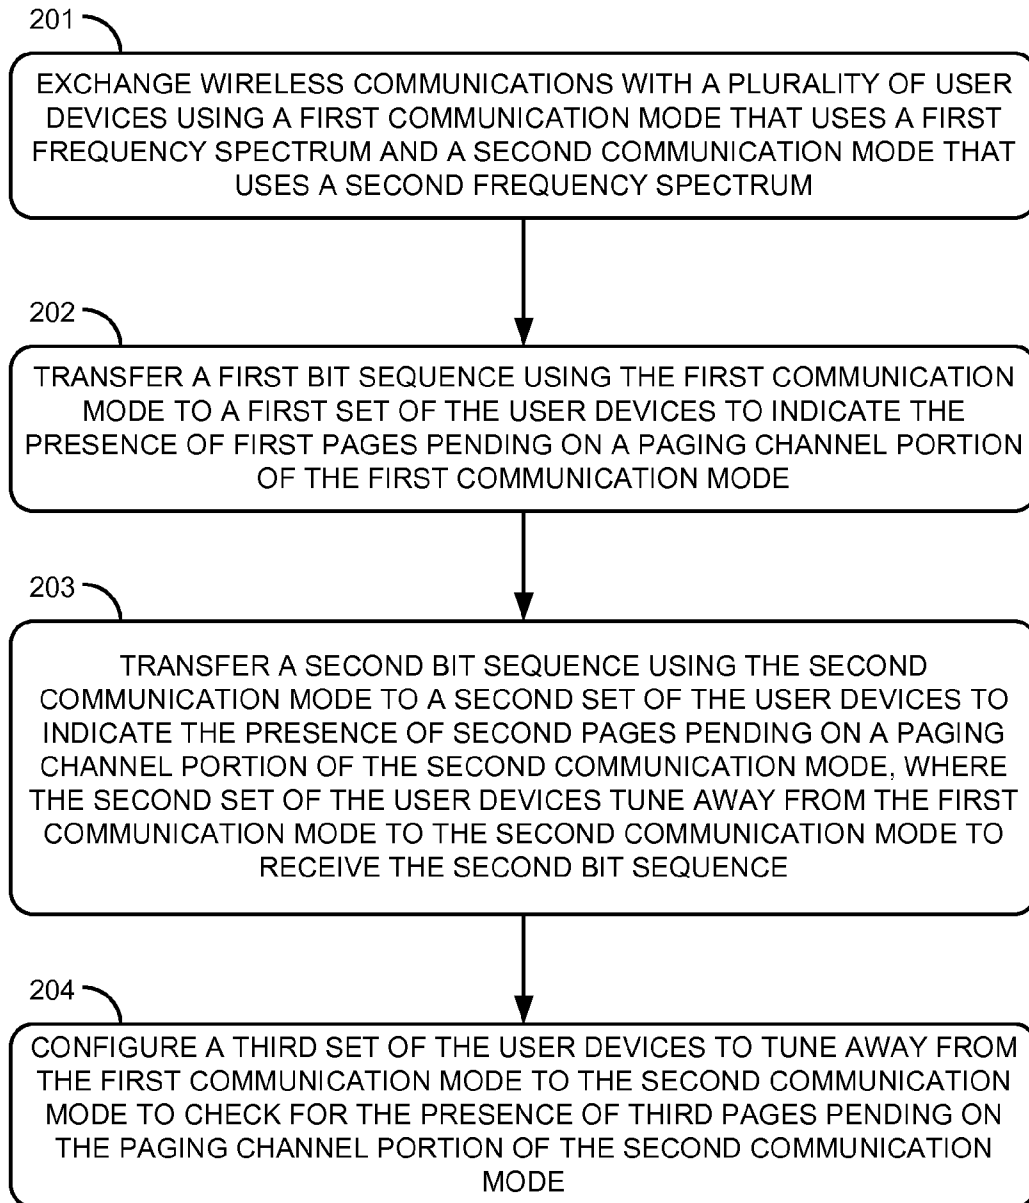 201
EXCHANGE WIRELESS COMMUNICATIONS WITH A PLURALITY OF USER
DEVICES USING A FIRST COMMUNICATION MODE THAT USES A FIRST
FREQUENCY SPECTRUM AND A SECOND COMMUNICATION MODE THAT
USES A SECOND FREQUENCY SPECTRUM
202
TRANSFER A FIRST BIT SEQUENCE USING THE FIRST COMMUNICATION
MODE TO A FIRST SET OF THE USER DEVICES TO INDICATE THE
PRESENCE OF FIRST PAGES PENDING ON A PAGING CHANNEL PORTION
OF THE FIRST COMMUNICATION MODE
203
TRANSFER A SECOND BIT SEQUENCE USING THE SECOND
COMMUNICATION MODE TO A SECOND SET OF THE USER DEVICES TO
INDICATE THE PRESENCE OF SECOND PAGES PENDING ON A PAGING
CHANNEL PORTION OF THE SECOND COMMUNICATION MODE, WHERE
THE SECOND SET OF THE USER DEVICES TUNE AWAY FROM THE FIRST
COMMUNICATION MODE TO THE SECOND COMMUNICATION MODE TO
RECEIVE THE SECOND BIT SEQUENCE
204
CONFIGURE A THIRD SET OF THE USER DEVICES TO TUNE AWAY FROM
THE FIRST COMMUNICATION MODE TO THE SECOND COMMUNICATION
MODE TO CHECK FOR THE PRESENCE OF THIRD PAGES PENDING ON
THE PAGING CHANNEL PORTION OF THE SECOND COMMUNICATION
MODE